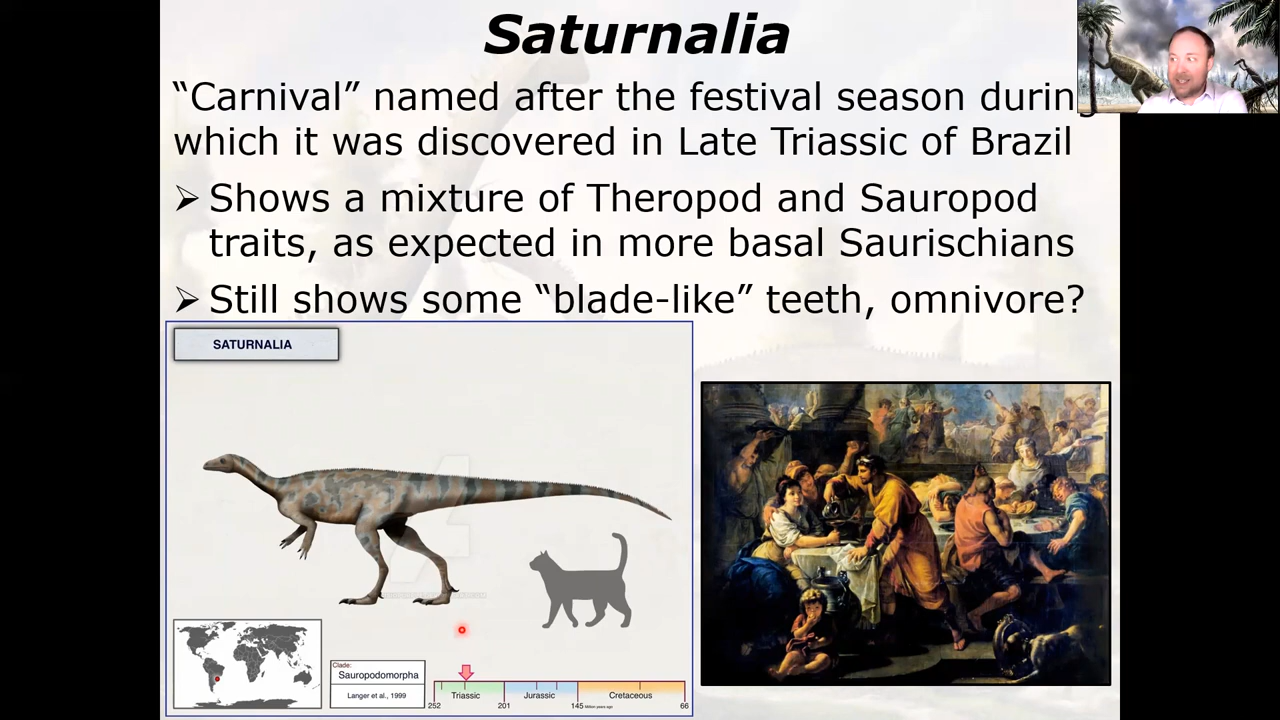 Saturnalia
“Carnival” named after the festival season durin
which it was discovered in Late Triassic of Brazil
➢ Shows a mixture of Theropod and Sauropod
traits, as expected in more basal Saurischians
➢ Still shows some “blade-like” teeth, omnivore?
SATURNALIA
Clade:
Sauropodomorpha
Langer et al., 1999
Triassic Jurassic Cretaceous
252 201 145 Million years ago 66